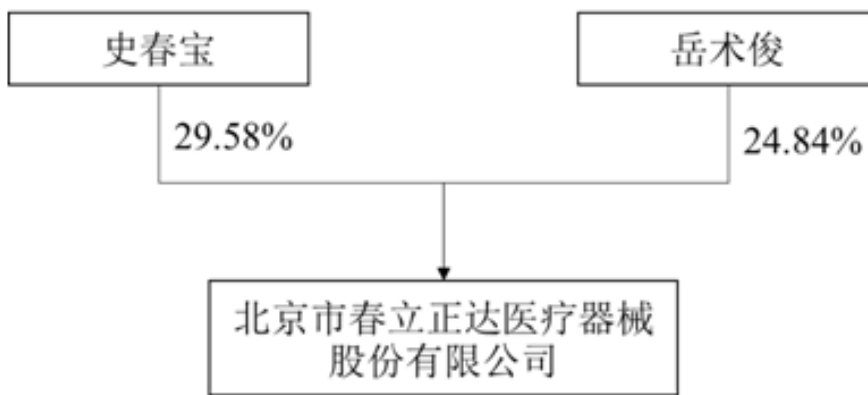 史春宝
岳术俊
29.58%
24.84%
北京市春立正达医疗器械
股份有限公司